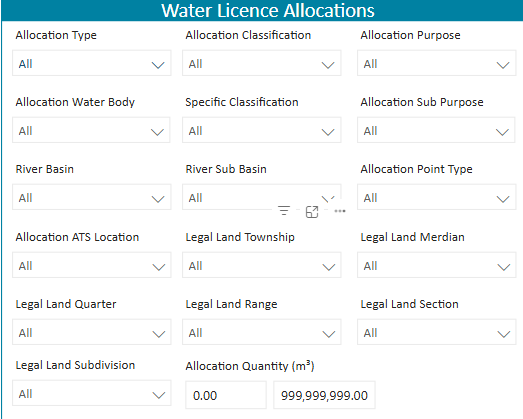 Water Licence Allocations
Allocation Type Allocation Classification Allocation Purpose
All All All
Allocation Water Body Specific Classification Allocation Sub Purpose
All All All
River Basin River Sub Basin Allocation Point Type
All All All
Allocation ATS Location Legal Land Township Legal Land Merdian
All All All
Legal Land Quarter Legal Land Range Legal Land Section
All All All
Legal Land Subdivision Allocation Quantity (m³)
All 0.00 999,999,999.00